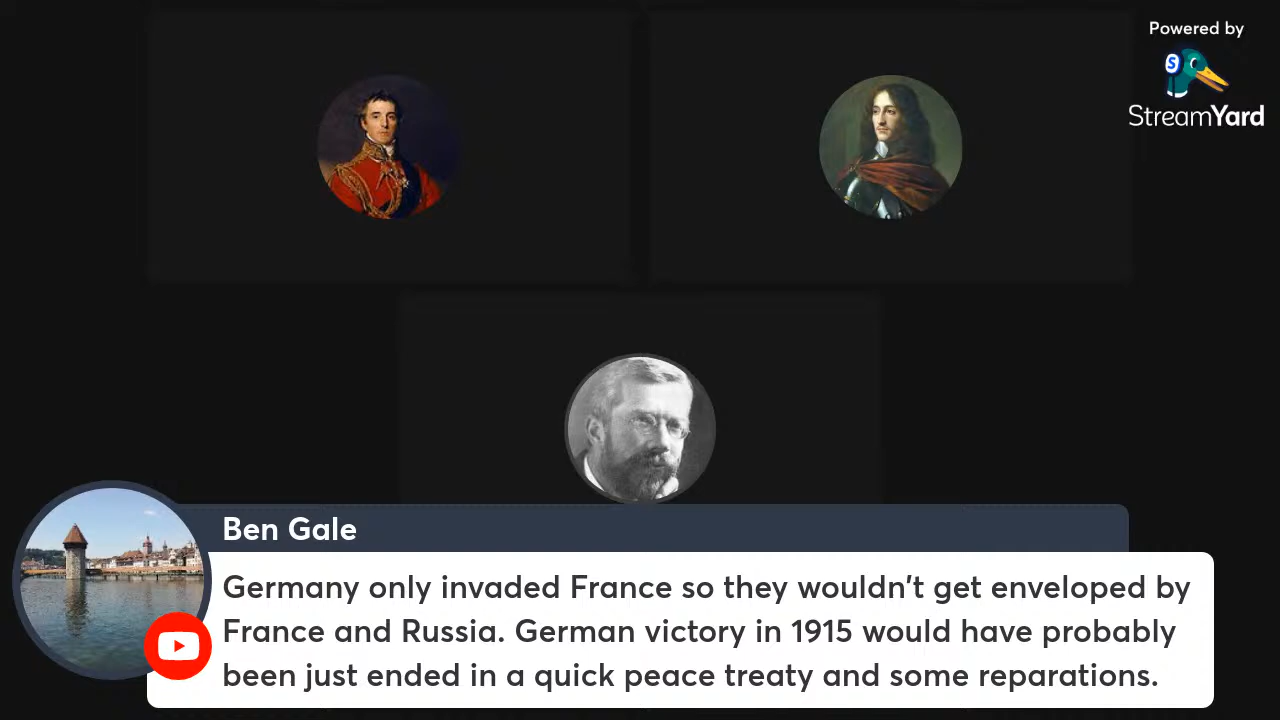 Powered by
StreamYard
Ben Gale
Germany only invaded France so they wouldn't get enveloped by
France and Russia. German victory in 1915 would have probably
been just ended in a quick peace treaty and some reparations.